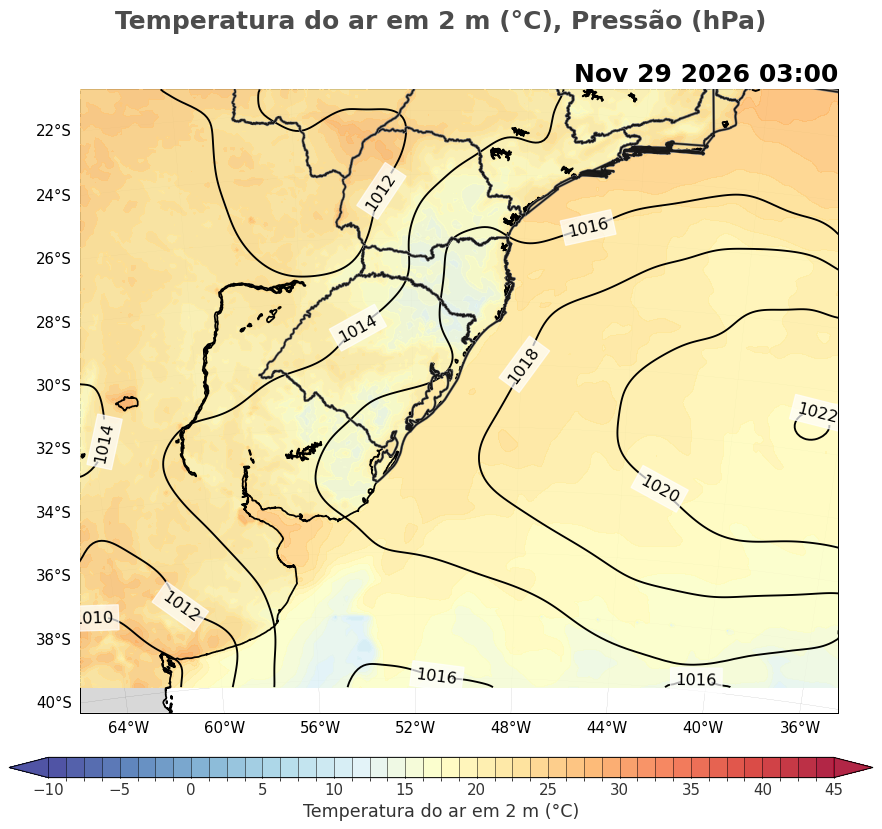 Temperatura do ar em 2 m (°C), Pressão (hPa)
Nov 29 2026 03:00
22°S
24°S
26°S
28°S
30°S
32°S
34°S
36°S
38°S
40°S
1012
1016
1014
1018
1022
1014
1020
1012
1010
1016
1016
64°W
60°W
56°W
52°W
48°W
44°W
40°W
36°W
−10 −5 0 5 10 15 20 25 30 35 40 45
Temperatura do ar em 2 m (°C)